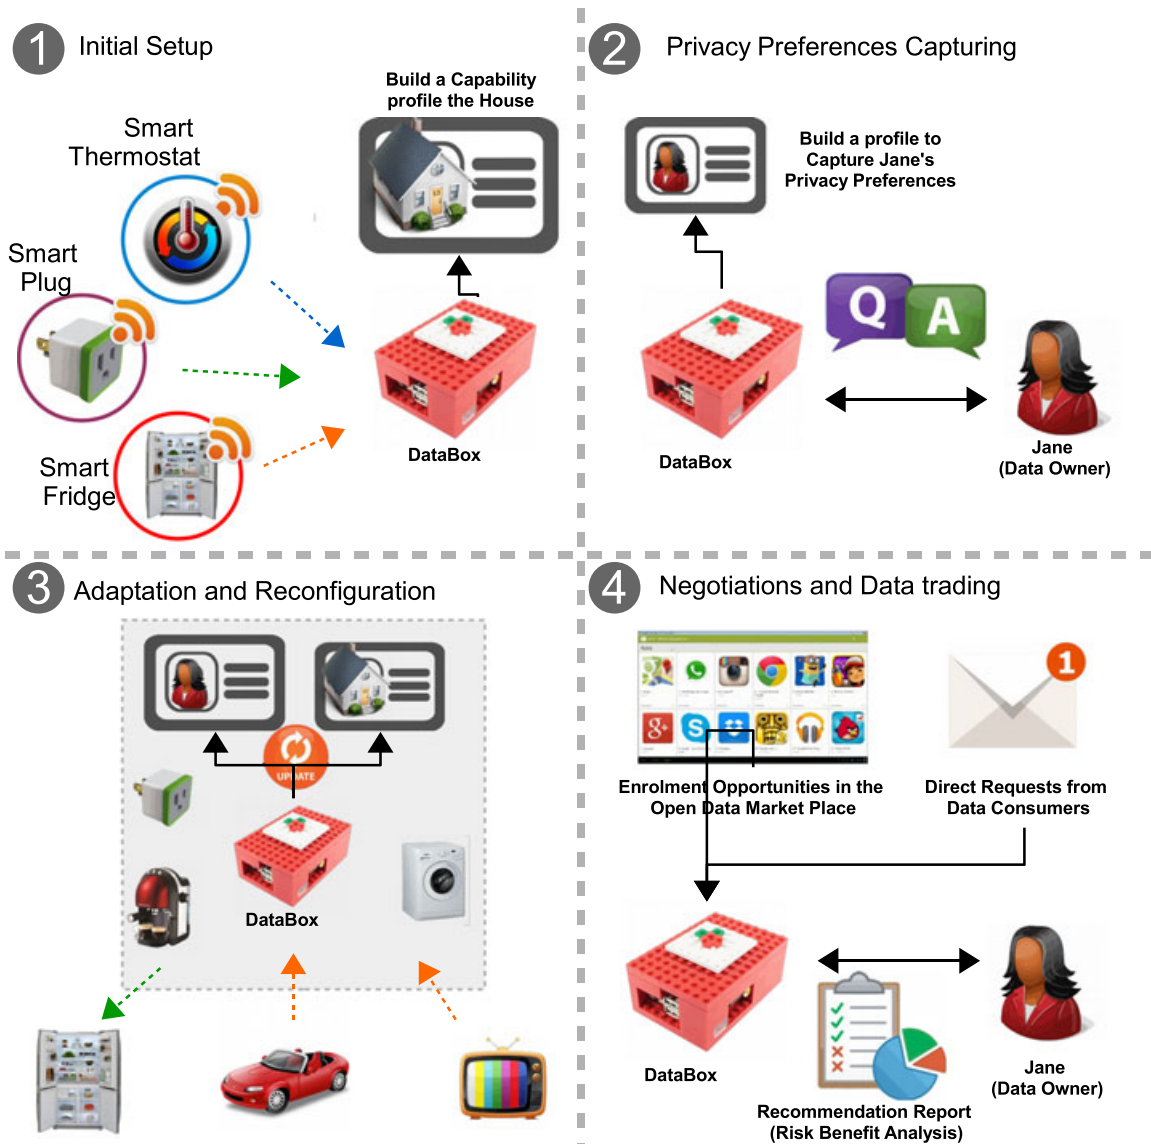 1 Initial Setup
Build a Capability
profile the House
Smart
Thermostat
Smart
Plug
Smart
Fridge
DataBox
2 Privacy Preferences Capturing
Build a profile to
Capture Jane's
Privacy Preferences
Q A
DataBox
Jane
(Data Owner)
3 Adaptation and Reconfiguration
UPDATE
DataBox
4 Negotiations and Data trading
1
g+
S
Enrolment Opportunities in the
Open Data Market Place
Direct Requests from
Data Consumers
DataBox
Jane
(Data Owner)
Recommendation Report
(Risk Benefit Analysis)